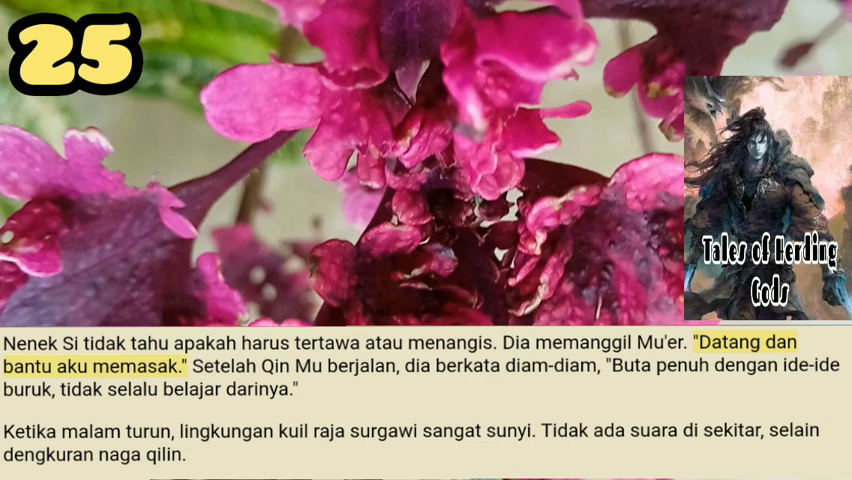 25
Tales of Herding
Gods
Nenek Si tidak tahu apakah harus tertawa atau menangis. Dia memanggil Mu'er. "Datang dan
bantu aku memasak." Setelah Qin Mu berjalan, dia berkata diam-diam, "Buta penuh dengan ide-ide
buruk, tidak selalu belajar darinya."
Ketika malam turun, lingkungan kuil raja surgawi sangat sunyi. Tidak ada suara di sekitar, selain
dengkuran naga qilin.